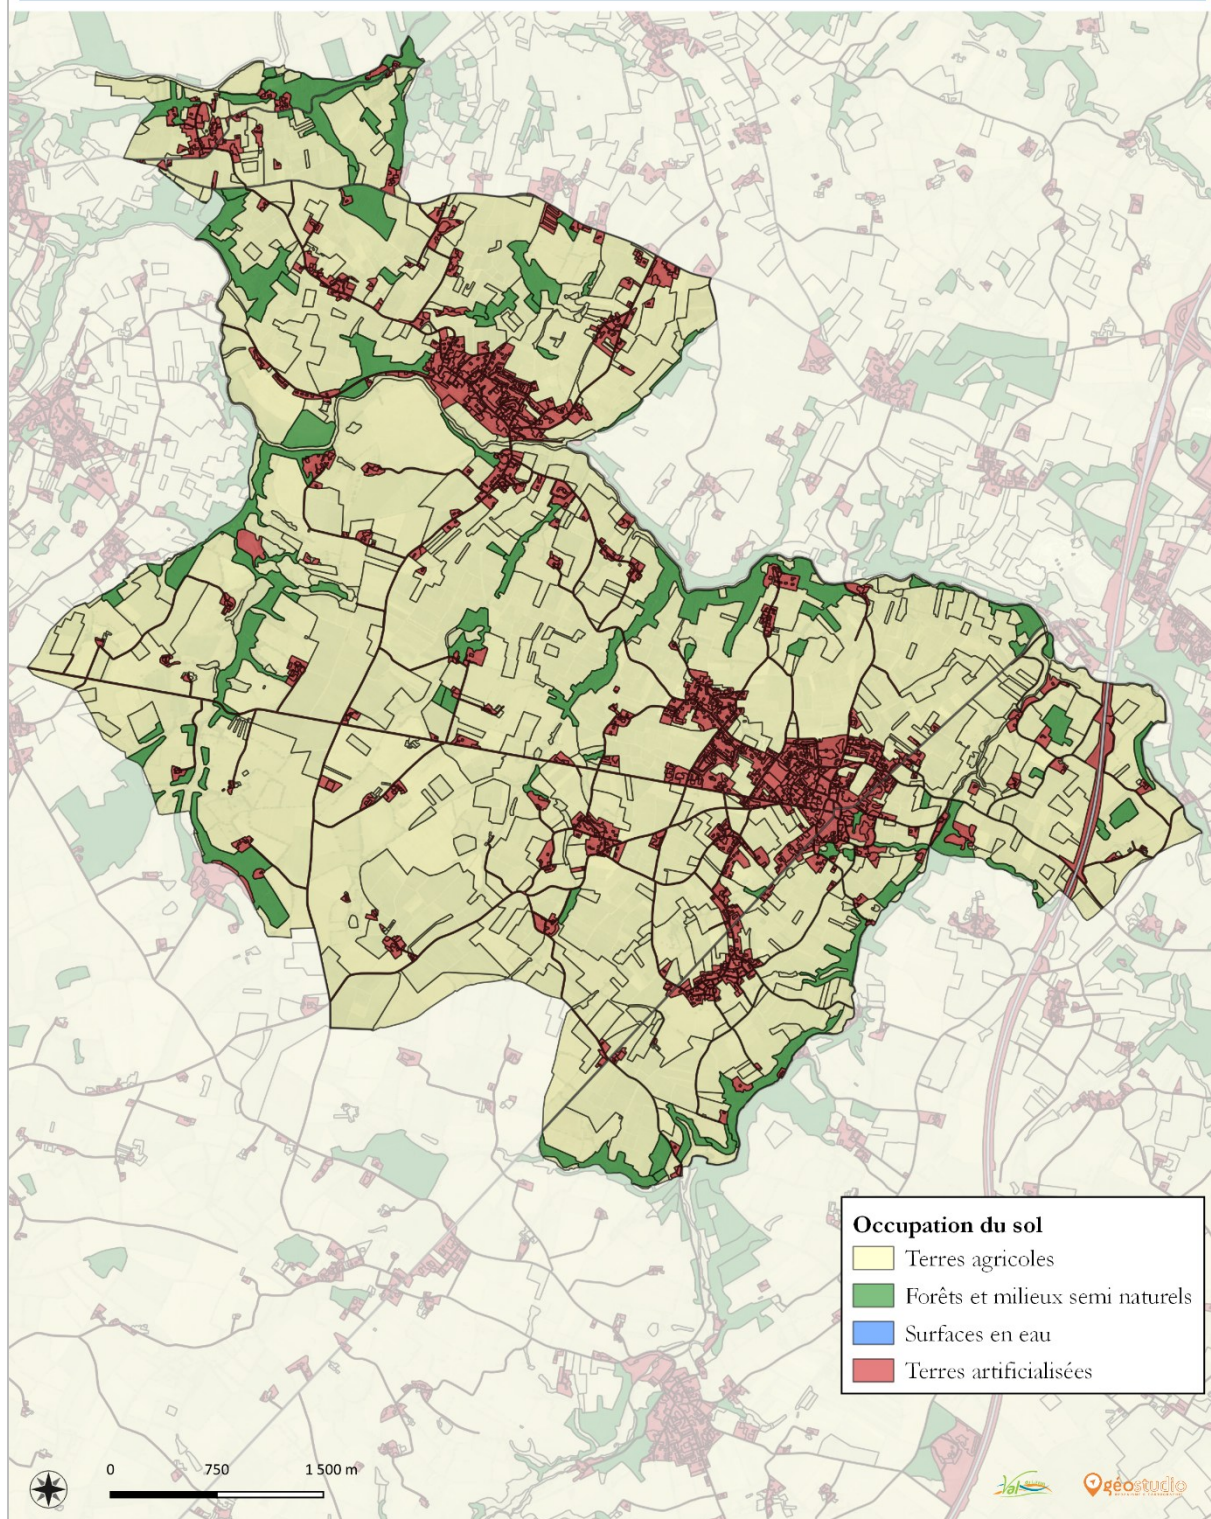 Occupation du sol
Terres agricoles
Forêts et milieux semi naturels
Surfaces en eau
Terres artificialisées
0 750 1 500 m
Val
géostudio